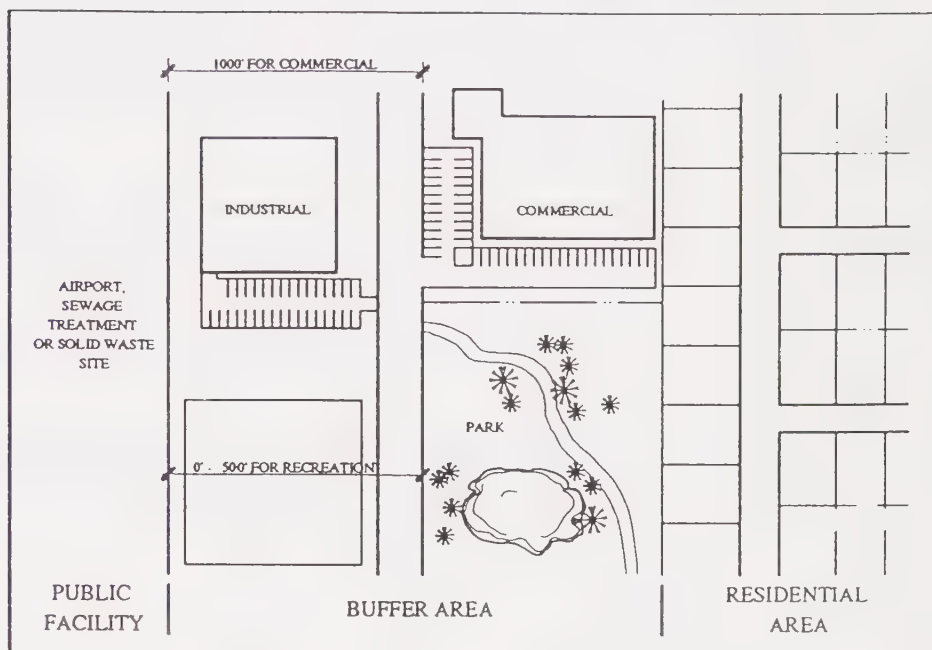 1000' FOR COMMERCIAL
INDUSTRIAL
COMMERCIAL
AIRPORT,
SEWAGE
TREATMENT
OR SOLID WASTE
SITE
PARK
0' - 500' FOR RECREATION
PUBLIC
FACILITY
BUFFER AREA
RESIDENTIAL
AREA